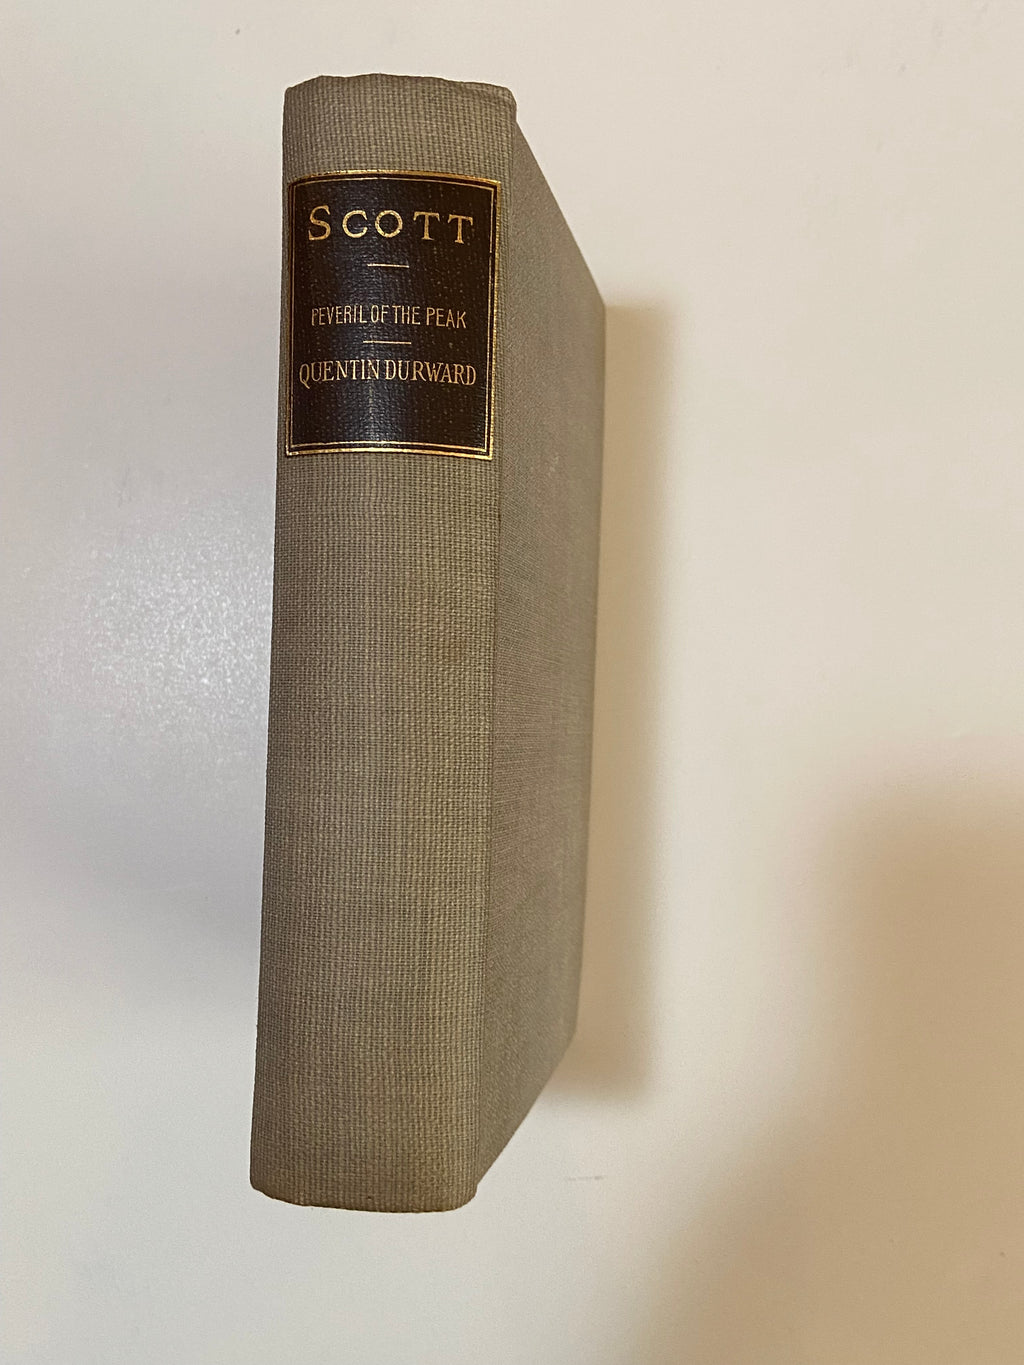 SCOTT
PEVERIL OF THE PEAK
QUENTIN DURWARD